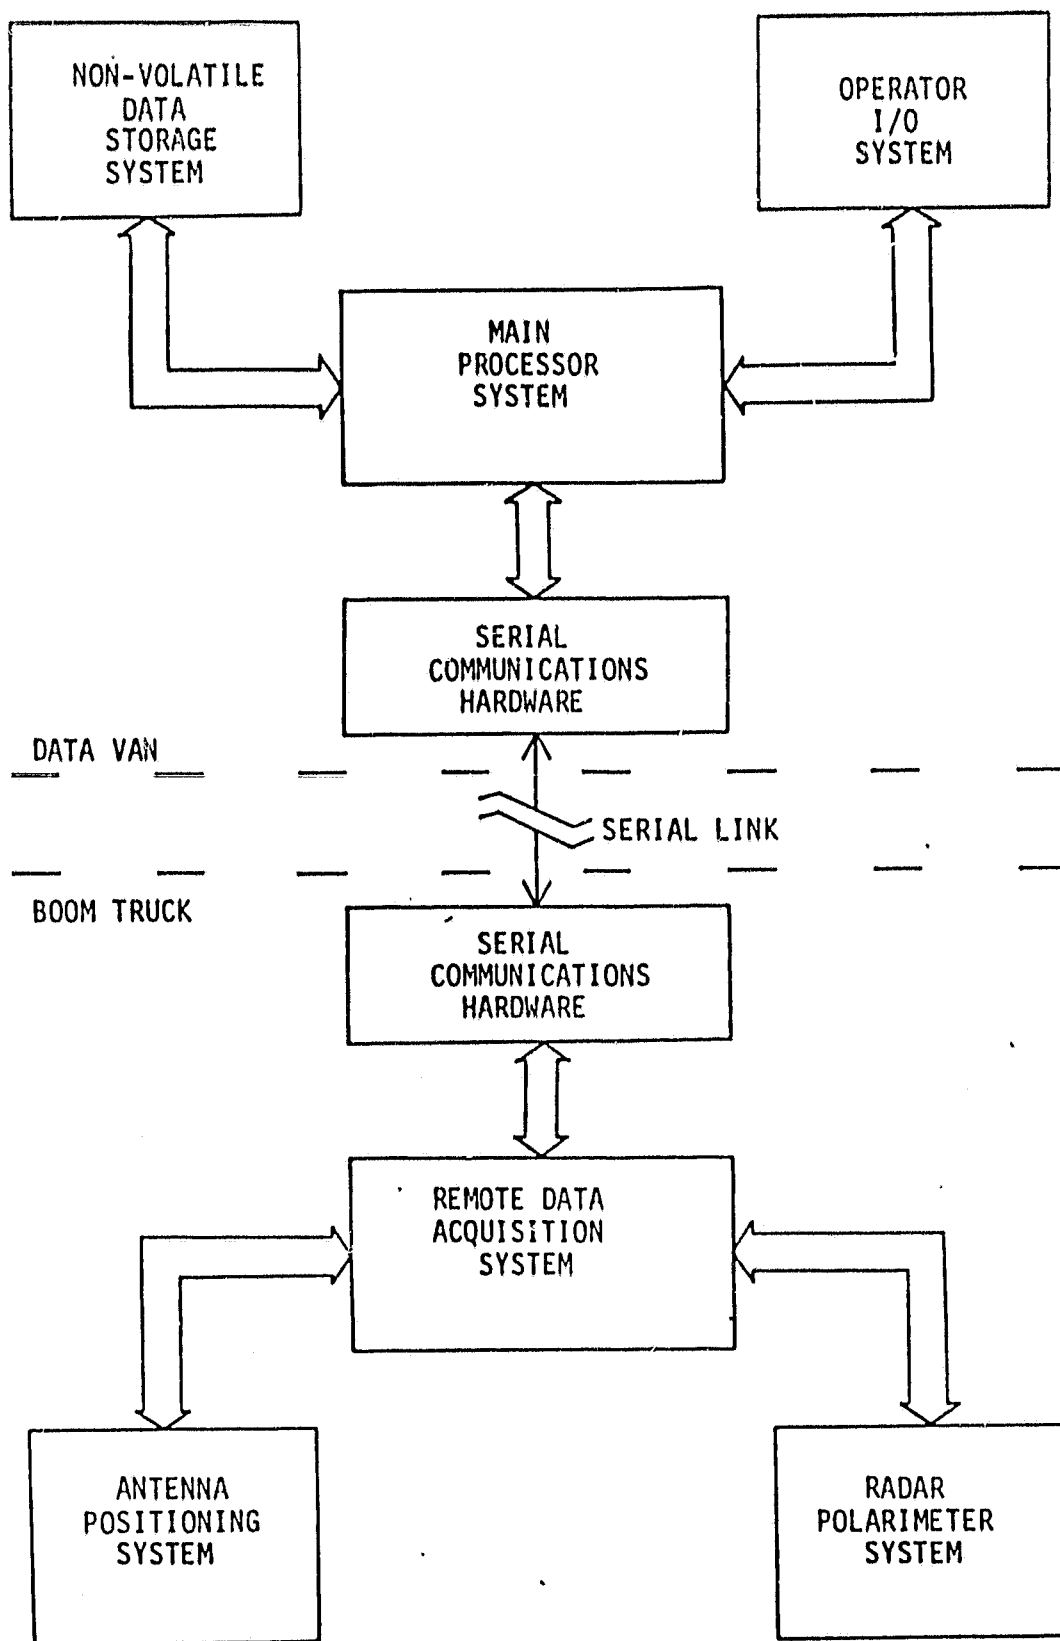 NON-VOLATILE
DATA
STORAGE
SYSTEM
OPERATOR
I/O
SYSTEM
MAIN
PROCESSOR
SYSTEM
SERIAL
COMMUNICATIONS
HARDWARE
DATA VAN
SERIAL LINK
BOOM TRUCK
SERIAL
COMMUNICATIONS
HARDWARE
REMOTE DATA
ACQUISITION
SYSTEM
ANTENNA
POSITIONING
SYSTEM
RADAR
POLARIMETER
SYSTEM